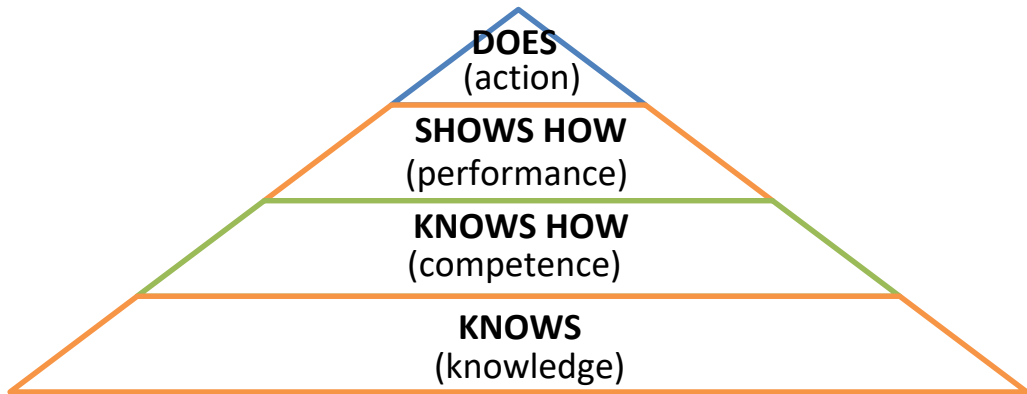 DOES
(action)
SHOWS HOW
(performance)
KNOWS HOW
(competence)
KNOWS
(knowledge)